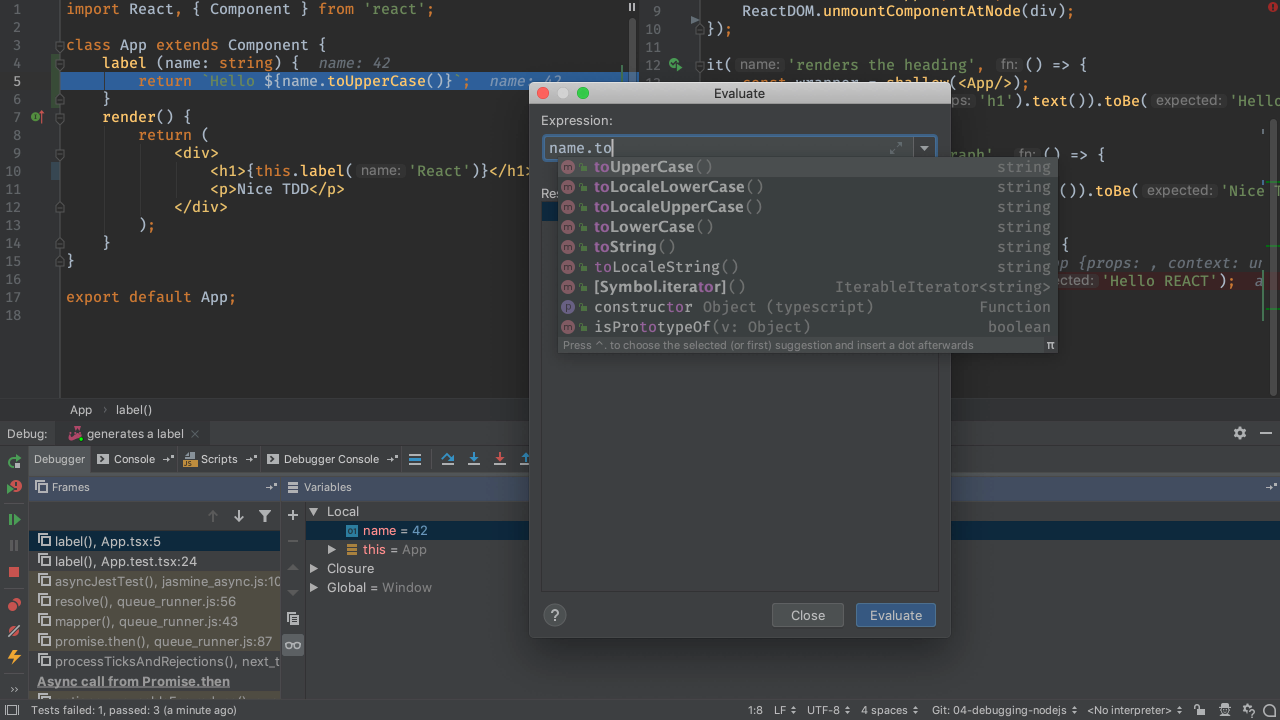 1 import React, { Component } from 'react';
2
3 class App extends Component {
4 label (name: string) { name: 42
5 return `Hello ${name.toUpperCase()}`; name: 42
6 }
7 render() {
8 return (
9 <div>
10 <h1>{this.label( name: 'React')}</h1>
11 <p>Nice TDD</p>
12 </div>
13 );
14 }
15 }
16
17 export default App;
18
9 ReactDOM.unmountComponentAtNode(div);
10 });
11
12 it( name: 'renders the heading', fn: () => {
const wrapper = shallow(<App/>);
'h1').text()).toBe( expected: 'Hello
fn: () => {
)).toBe( expected: 'Nice T
{
p {props: , context: un
'Hello REACT');
Evaluate
Expression:
name.to
toUpperCase() string
toLocaleLowerCase() string
toLocaleUpperCase() string
toLowerCase() string
toString() string
toLocaleString() string
[Symbol.iterator]() IterableIterator<string>
constructor Object (typescript) Function
isPrototypeOf(v: Object) boolean
Press ^. to choose the selected (or first) suggestion and insert a dot afterwards π
Res
?
Close
Evaluate
App › label()
Debug: generates a label
Debugger Console Scripts Debugger Console
Frames
Variables
label(), App.tsx:5
label(), App.test.tsx:24
asyncJestTest(), jasmine_async.js:10
resolve(), queue_runner.js:56
mapper(), queue_runner.js:43
promise.then(), queue_runner.js:87
processTicksAndRejections(), next_t
Async call from Promise.then
Local
name = 42
this = App
Closure
Global = Window
Tests failed: 1, passed: 3 (a minute ago)
1:8 LF UTF-8 4 spaces Git: 04-debugging-nodejs <No interpreter>